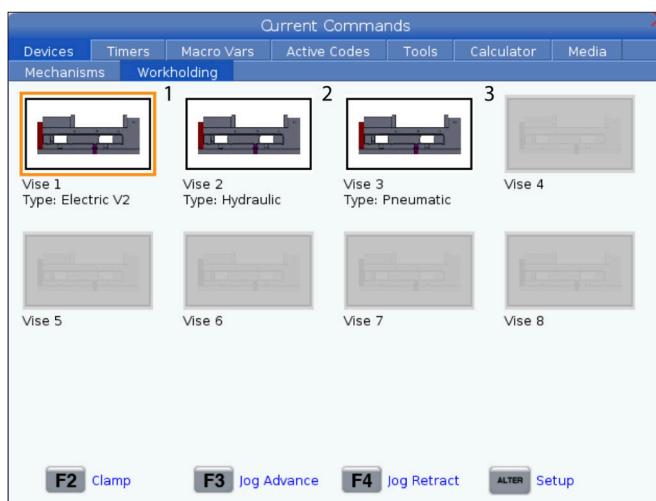 Current Commands
Devices Timers Macro Vars Active Codes Tools Calculator Media
Mechanisms Workholding
1 2 3
Vise 1 Vise 2 Vise 3 Vise 4
Type: Electric V2 Type: Hydraulic Type: Pneumatic
Vise 5 Vise 6 Vise 7 Vise 8
F2 Clamp F3 Jog Advance F4 Jog Retract ALTER Setup